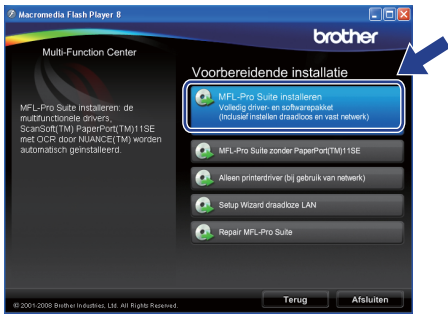 Macromedia Flash Player 8
brother
Multi-Function Center
MFL-Pro Suite installeren: de
multifunctionele drivers,
ScanSoft(TM) PaperPort(TM)11SE
met OCR door NUANCE(TM) worden
automatisch geïnstalleerd.
Voorbereidende installatie
MFL-Pro Suite installeren
Volledig driver- en softwarepakket
(Inclusief instellen draadloos en vast netwerk)
MFL-Pro Suite zonder PaperPort(TM)11SE
Alleen printerdriver (bij gebruik van netwerk)
Setup Wizard draadloze LAN
Repair MFL-Pro Suite
© 2001-2008 Brother Industries, Ltd. All Rights Reserved.
Terug
Afsluiten